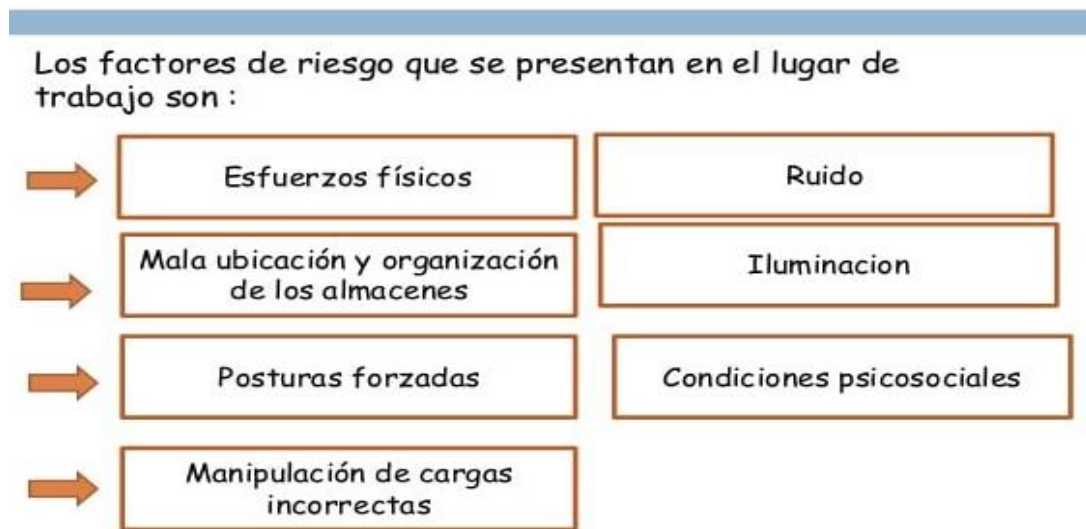 Los factores de riesgo que se presentan en el lugar de
trabajo son :
Esfuerzos físicos
Ruido
Mala ubicación y organización
de los almacenes
Iluminacion
Posturas forzadas
Condiciones psicosociales
Manipulación de cargas
incorrectas